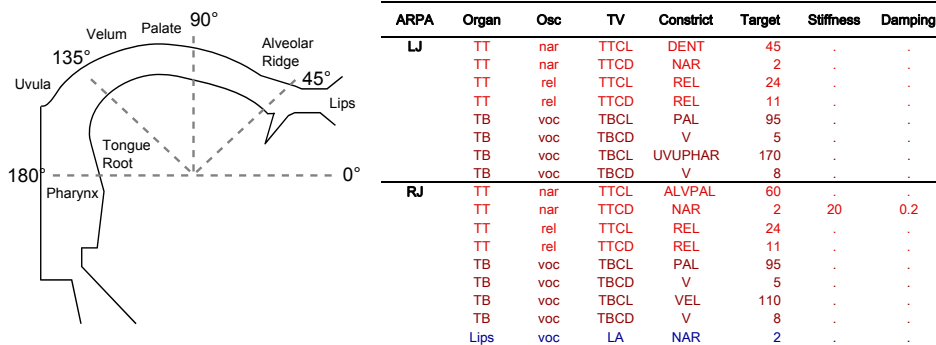 90°
Velum Palate
Alveolar
Ridge
135°
45°
Uvula
Lips
Tongue
Root
180°
0°
Pharynx
ARPA Organ Osc TV Constrict Target Stiffness Damping
LJ TT nar TTCL DENT 45 . .
TT nar TTCD NAR 2 . .
TT rel TTCL REL 24 . .
TT rel TTCD REL 11 . .
TB voc TBCL PAL 95 . .
TB voc TBCD V 5 . .
TB voc TBCL UVUPHAR 170 . .
TB voc TBCD V 8 . .
RJ TT nar TTCL ALVPAL 60 . .
TT nar TTCD NAR 2 20 0.2
TT rel TTCL REL 24 . .
TT rel TTCD REL 11 . .
TB voc TBCL PAL 95 . .
TB voc TBCD V 5 . .
TB voc TBCL VEL 110 . .
TB voc TBCD V 8 . .
Lips voc LA NAR 2 . .